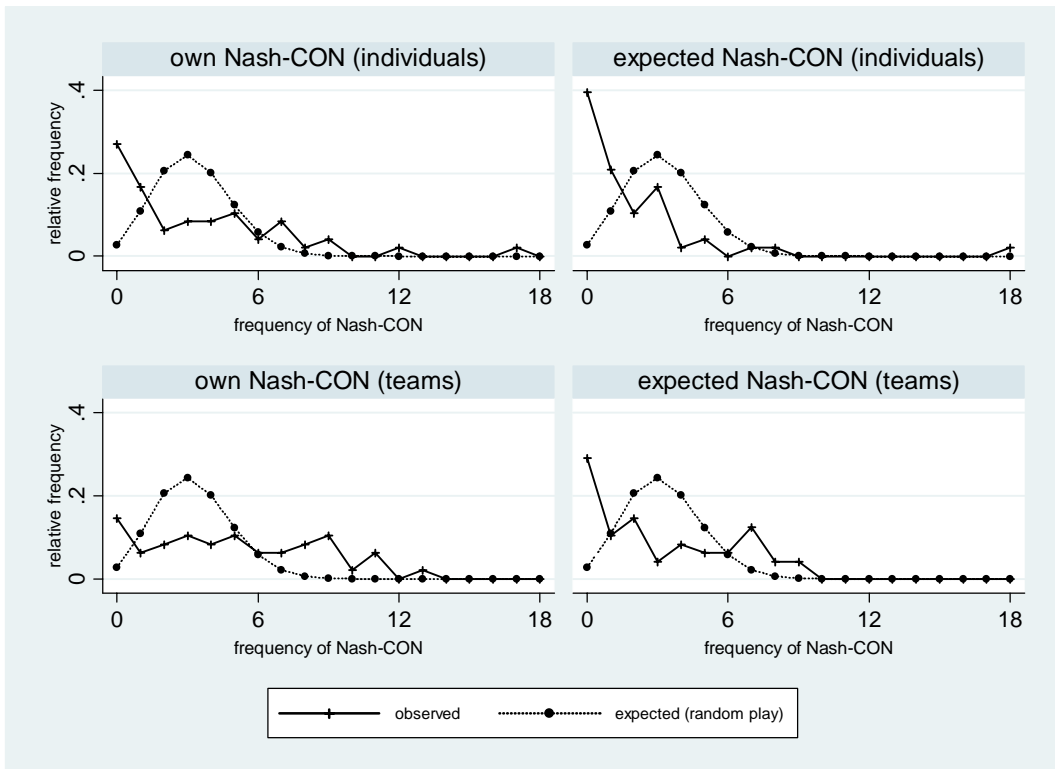 own Nash-CON (individuals)
expected Nash-CON (individuals)
relative frequency
0
.2
.4
0
6
12
18
frequency of Nash-CON
0
6
12
18
frequency of Nash-CON
own Nash-CON (teams)
expected Nash-CON (teams)
relative frequency
0
.2
.4
0
6
12
18
frequency of Nash-CON
0
6
12
18
frequency of Nash-CON
observed
expected (random play)